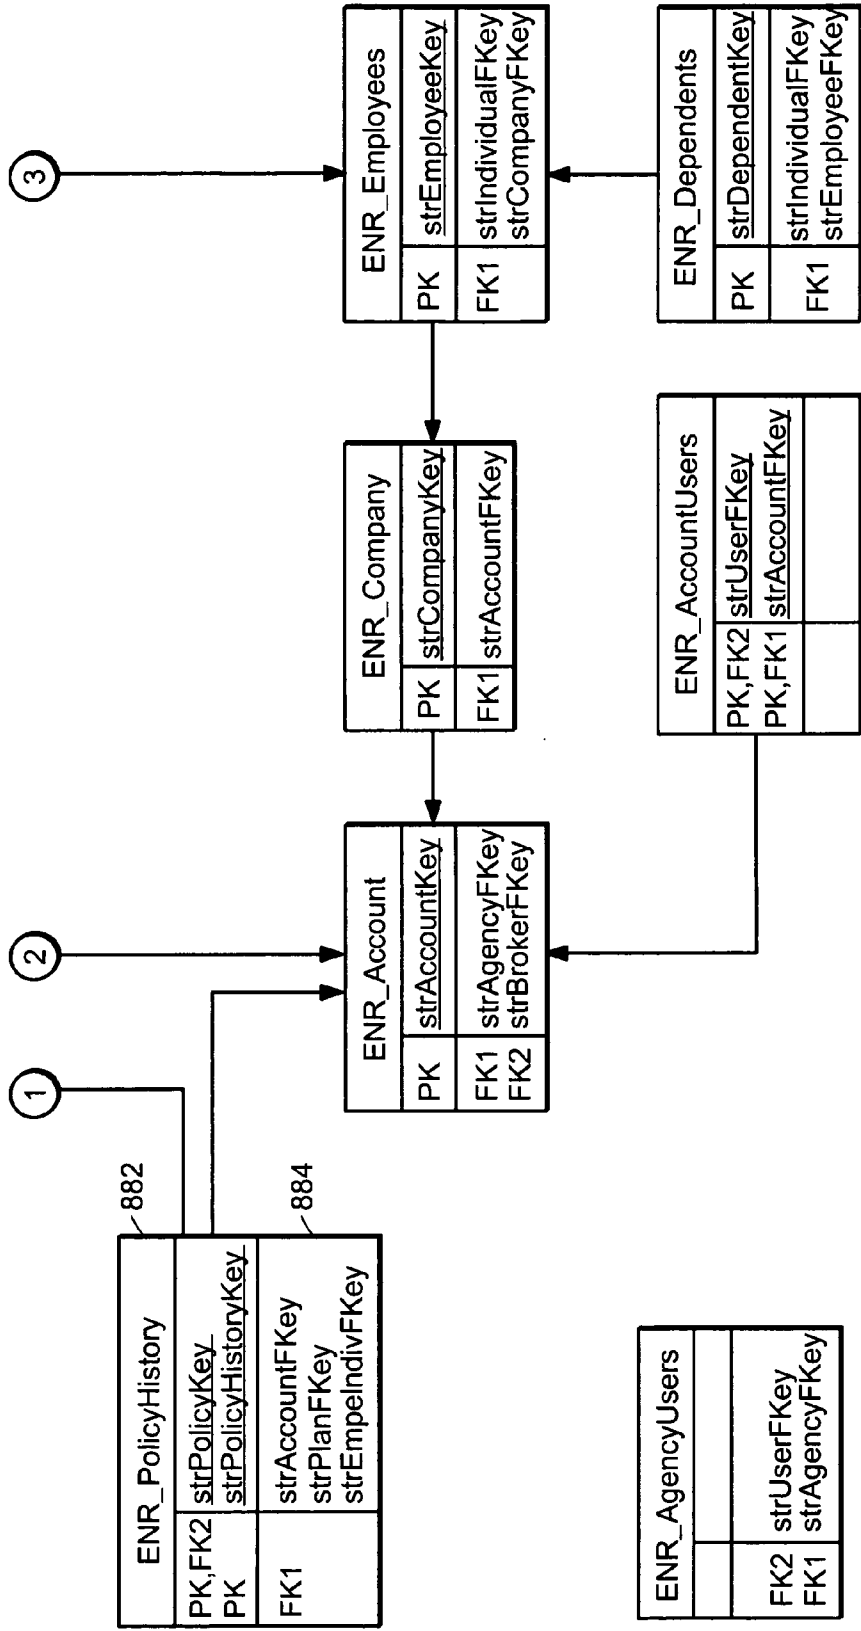 1
2
3
ENR_PolicyHistory
882
PK,FK2 strPolicyKey
PK strPolicyHistoryKey
884
FK1 strAccountFKey
strPlanFKey
strEmpeIndivFKey
ENR_Account
PK strAccountKey
FK1 strAgencyFKey
FK2 strBrokerFKey
ENR_Company
PK strCompanyKey
FK1 strAccountFKey
ENR_Employees
PK strEmployeeKey
FK1 strIndividualFKey
strCompanyFKey
ENR_AgencyUsers
FK2 strUserFKey
FK1 strAgencyFKey
ENR_AccountUsers
PK,FK2 strUserFKey
PK,FK1 strAccountFKey
ENR_Dependents
PK strDependentKey
strIndividualFKey
FK1 strEmployeeFKey